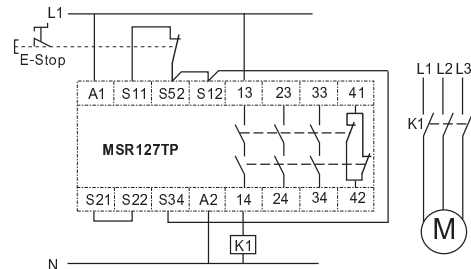 L1
E-Stop
A1 S11 S52 S12 13 23 33 41
MSR127TP
S21 S22 S34 A2 14 24 34 42
K1
N
L1 L2 L3
K1
M